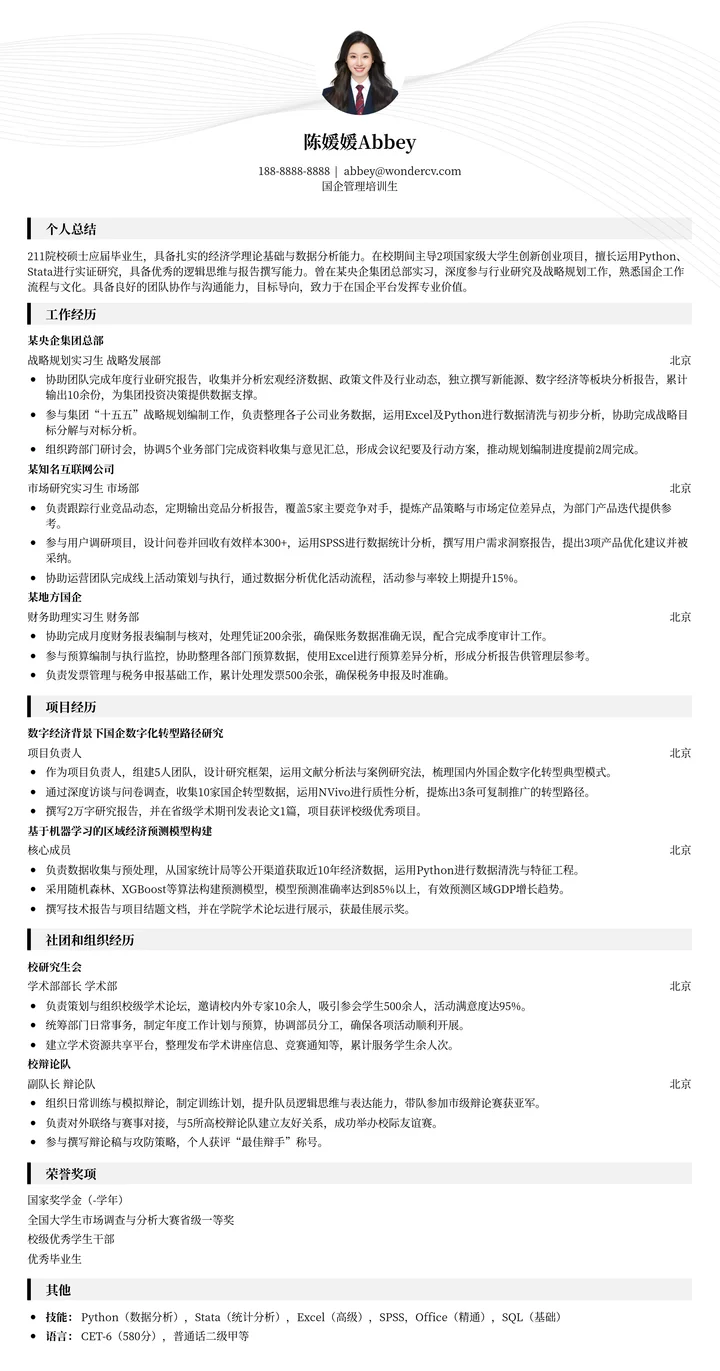 陈媛媛Abbey
188-8888-8888 | abbey@wondercv.com
国企管理培训生
个人总结
211院校硕士应届毕业生，具备扎实的经济学理论基础与数据分析能力。在校期间主导2项国家级大学生创新创业项目，擅长运用Python、
Stata进行实证研究，具备优秀的逻辑思维与报告撰写能力。曾在某央企集团总部实习，深度参与行业研究及战略规划工作，熟悉国企工作
流程与文化。具备良好的团队协作与沟通能力，目标导向，致力于在国企平台发挥专业价值。
工作经历
某央企集团总部
战略规划实习生 战略发展部 北京
• 协助团队完成年度行业研究报告，收集并分析宏观经济数据、政策文件及行业动态，独立撰写新能源、数字经济等板块分析报告，累计
输出10余份，为集团投资决策提供数据支撑。
• 参与集团“十五五”战略规划编制工作，负责整理各子公司业务数据，运用Excel及Python进行数据清洗与初步分析，协助完成战略目
标分解与对标分析。
• 组织跨部门研讨会，协调5个业务部门完成资料收集与意见汇总，形成会议纪要及行动方案，推动规划编制进度提前2周完成。
某知名互联网公司
市场研究实习生 市场部 北京
• 负责跟踪行业竞品动态，定期输出竞品分析报告，覆盖5家主要竞争对手，提炼产品策略与市场定位差异点，为部门产品迭代提供参
考。
• 参与用户调研项目，设计问卷并回收有效样本300+，运用SPSS进行数据统计分析，撰写用户需求洞察报告，提出3项产品优化建议并被
采纳。
• 协助运营团队完成线上活动策划与执行，通过数据分析优化活动流程，活动参与率较上期提升15%。
某地方国企
财务助理实习生 财务部 北京
• 协助完成月度财务报表编制与核对，处理凭证200余张，确保账务数据准确无误，配合完成季度审计工作。
• 参与预算编制与执行监控，协助整理各部门预算数据，使用Excel进行预算差异分析，形成分析报告供管理层参考。
• 负责发票管理与税务申报基础工作，累计处理发票500余张，确保税务申报及时准确。
项目经历
数字经济背景下国企数字化转型路径研究
项目负责人 北京
• 作为项目负责人，组建5人团队，设计研究框架，运用文献分析法与案例研究法，梳理国内外国企数字化转型典型模式。
• 通过深度访谈与问卷调查，收集10家国企转型数据，运用NVivo进行质性分析，提炼出3条可复制推广的转型路径。
• 撰写2万字研究报告，并在省级学术期刊发表论文1篇，项目获评校级优秀项目。
基于机器学习的区域经济预测模型构建
核心成员 北京
• 负责数据收集与预处理，从国家统计局等公开渠道获取近10年经济数据，运用Python进行数据清洗与特征工程。
• 采用随机森林、XGBoost等算法构建预测模型，模型预测准确率达到85%以上，有效预测区域GDP增长趋势。
• 撰写技术报告与项目结题文档，并在学院学术论坛进行展示，获最佳展示奖。
社团和组织经历
校研究生会
学术部部长 学术部 北京
• 负责策划与组织校级学术论坛，邀请校内外专家10余人，吸引参会学生500余人，活动满意度达95%。
• 统筹部门日常事务，制定年度工作计划与预算，协调部员分工，确保各项活动顺利开展。
• 建立学术资源共享平台，整理发布学术讲座信息、竞赛通知等，累计服务学生余人次。
校辩论队
副队长 辩论队 北京
• 组织日常训练与模拟辩论，制定训练计划，提升队员逻辑思维与表达能力，带队参加市级辩论赛获亚军。
• 负责对外联络与赛事对接，与5所高校辩论队建立友好关系，成功举办校际友谊赛。
• 参与撰写辩论稿与攻防策略，个人获评“最佳辩手”称号。
荣誉奖项
国家奖学金（-学年）
全国大学生市场调查与分析大赛省级一等奖
校级优秀学生干部
优秀毕业生
其他
• 技能： Python（数据分析），Stata（统计分析），Excel（高级），SPSS，Office（精通），SQL（基础）
• 语言： CET-6（580分），普通话二级甲等